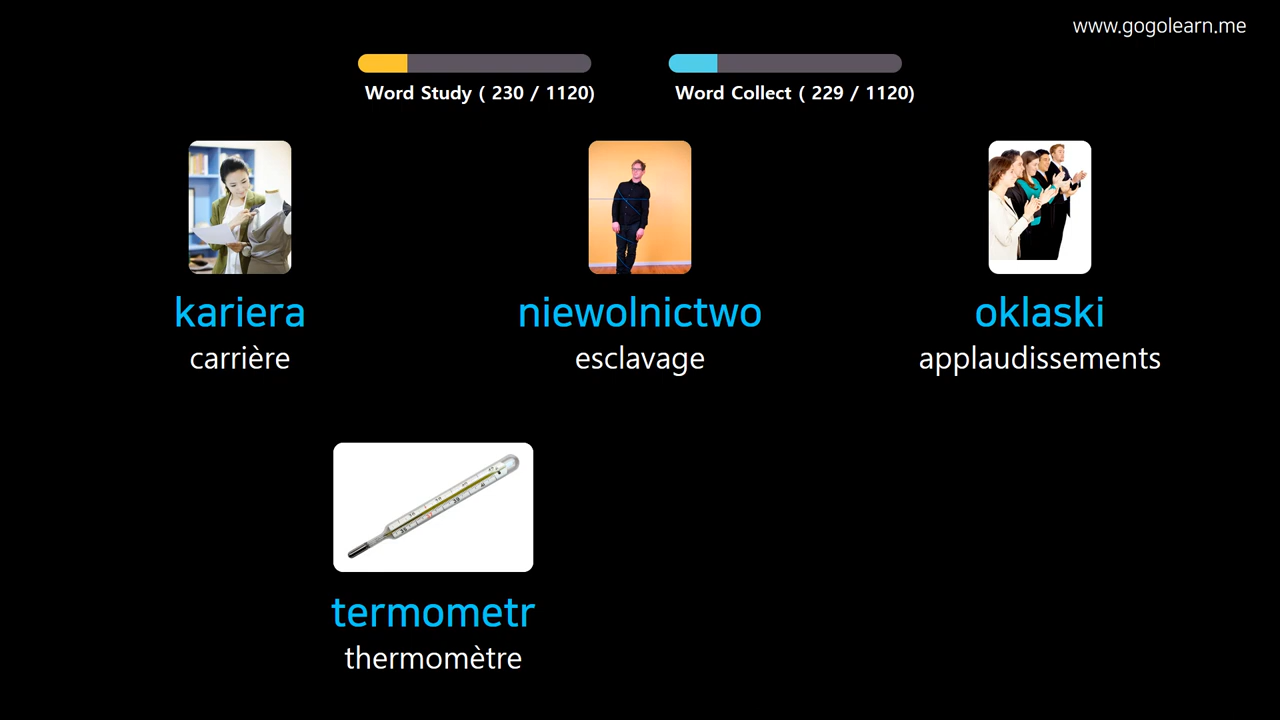 www.gogolearn.me
Word Study ( 230 / 1120)
Word Collect ( 229 / 1120)
kariera
carrière
niewolnictwo
esclavage
oklaski
applaudissements
termometr
thermomètre